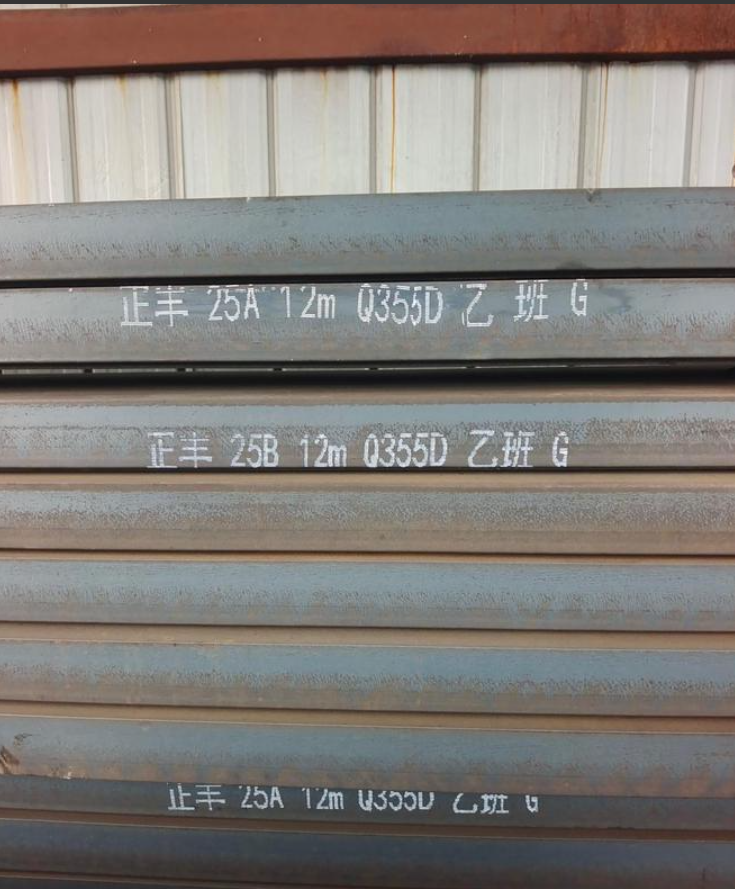 正丰 25A 12m Q355D 乙 班 G
正丰 25B 12m Q355D 乙班 G
正丰 25A 12m Q355D 乙班 G